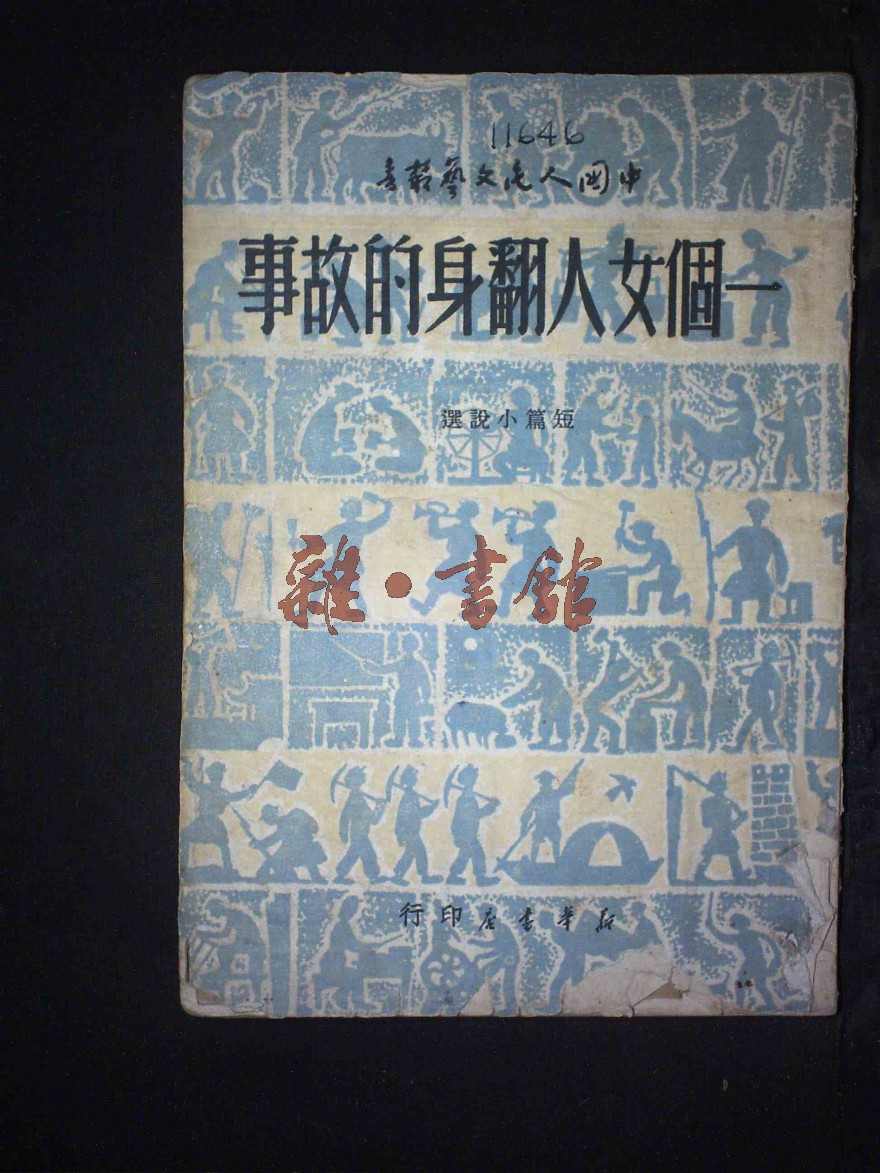 11646
中国人民文藝叢書
一個女人翻身的故事
短篇小說選
雜·書館
新華書店印行